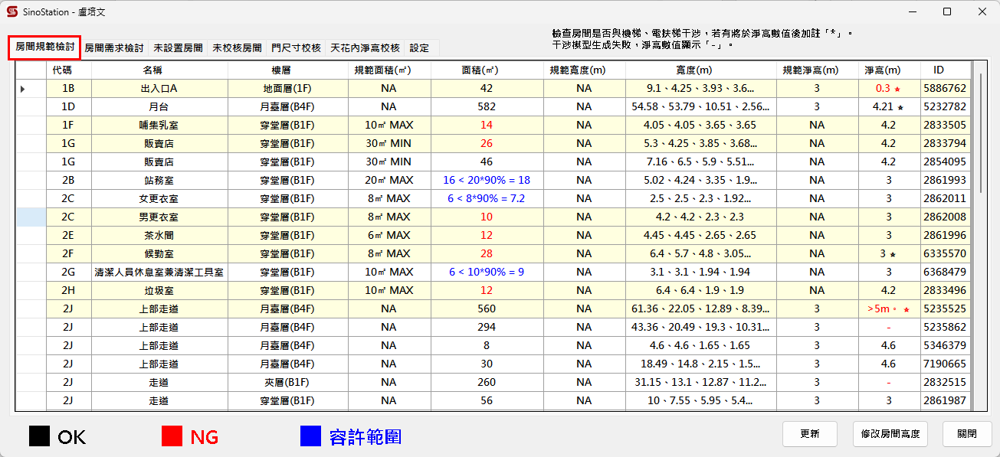 SinoStation - 盧培文
檢查房間是否與樓梯、電扶梯干涉，若有將於淨高數值後加註「*」。
干涉模型生成失敗，淨高數值顯示「-」。
房間規範檢討 房間需求檢討 未設置房間 未校核房間 門尺寸校核 天花內淨高校核 設定
代碼 名稱 樓層 規範面積(㎡) 面積(㎡) 規範寬度(m) 寬度(m) 規範淨高(m) 淨高(m) ID
1B 出入口A 地面層(1F) NA 42 NA 9.1、4.25、3.93、3.6... 3 0.3 ★ 5886762
1D 月台 月臺層(B4F) NA 582 NA 54.58、53.79、10.51、2.56... 3 4.21 ★ 5232782
1F 哺集乳室 穿堂層(B1F) 10㎡ MAX 14 NA 4.05、4.05、3.65、3.65 NA 4.2 2833505
1G 販賣店 穿堂層(B1F) 30㎡ MIN 26 NA 5.3、4.25、3.85、3.68... NA 4.2 2833794
1G 販賣店 穿堂層(B1F) 30㎡ MIN 46 NA 7.16、6.5、5.9、5.51... NA 4.2 2854095
2B 站務室 穿堂層(B1F) 20㎡ MAX 16 < 20*90% = 18 NA 5.02、4.24、3.35、1.9... NA 3 2861993
2C 女更衣室 穿堂層(B1F) 8㎡ MAX 6 < 8*90% = 7.2 NA 2.5、2.5、2.3、1.92... NA 3 2862011
2C 男更衣室 穿堂層(B1F) 8㎡ MAX 10 NA 4.2、4.2、2.3、2.3 NA 3 2862008
2E 茶水間 穿堂層(B1F) 6㎡ MAX 12 NA 4.45、4.45、2.65、2.65 NA 3 2861996
2F 候勤室 穿堂層(B1F) 8㎡ MAX 28 NA 6.4、5.7、4.8、3.05... NA 3 ★ 6335570
2G 清潔人員休息室兼清潔工具室 穿堂層(B1F) 10㎡ MAX 6 < 10*90% = 9 NA 3.1、3.1、1.94、1.94 NA 3 6368479
2H 垃圾室 穿堂層(B1F) 10㎡ MAX 12 NA 6.4、6.4、1.9、1.9 NA 4.2 2833496
2J 上部走道 月臺層(B4F) NA 560 NA 61.36、22.05、12.89、8.39... 3 >5m。 ★ 5235525
2J 上部走道 月臺層(B4F) NA 294 NA 43.36、20.49、19.3、10.31... 3 - 5235862
2J 上部走道 月臺層(B4F) NA 8 NA 4.6、4.6、1.65、1.65 3 4.6 5346379
2J 上部走道 月臺層(B4F) NA 30 NA 18.49、14.8、2.15、1.5... 3 4.6 7190665
2J 走道 夾層(B1F) NA 260 NA 31.15、13.1、12.87、11.2... 3 - 2832515
2J 走道 穿堂層(B1F) NA 56 NA 10、7.55、5.95、5.4... 3 3 2861987
OK NG 容許範圍 更新 修改房間高度 關閉